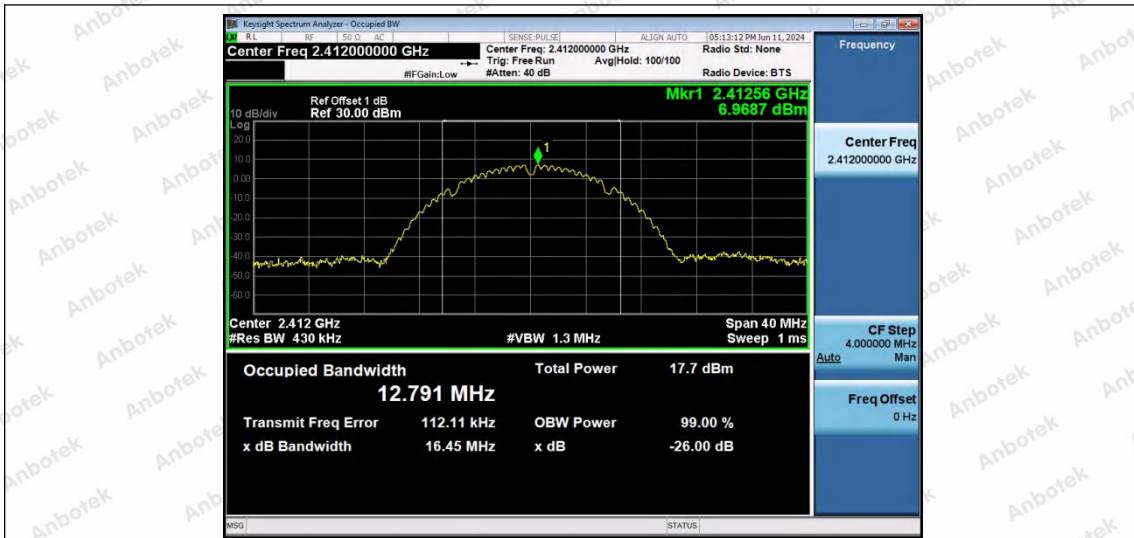 Keysight Spectrum Analyzer - Occupied BW
RL RF 50 Ω AC SENSE:PULSE ALIGN AUTO 05:13:12 PM Jun 11, 2024
Center Freq 2.412000000 GHz Center Freq: 2.412000000 GHz Radio Std: None
Trig: Free Run Avg|Hold: 100/100
#IFGain:Low #Atten: 40 dB Radio Device: BTS
Frequency
Mkr1 2.41256 GHz
6.9687 dBm
Ref Offset 1 dB
10 dB/div Ref 30.00 dBm
Log
20.0
10.0
0.00
-10.0
-20.0
-30.0
-40.0
-50.0
-60.0
1
Center Freq
2.412000000 GHz
Center 2.412 GHz Span 40 MHz
#Res BW 430 kHz #VBW 1.3 MHz Sweep 1 ms
CF Step
4.000000 MHz
Auto Man
Freq Offset
0 Hz
Occupied Bandwidth Total Power 17.7 dBm
12.791 MHz
Transmit Freq Error 112.11 kHz OBW Power 99.00 %
x dB Bandwidth 16.45 MHz x dB -26.00 dB
MSG STATUS
Anbotek